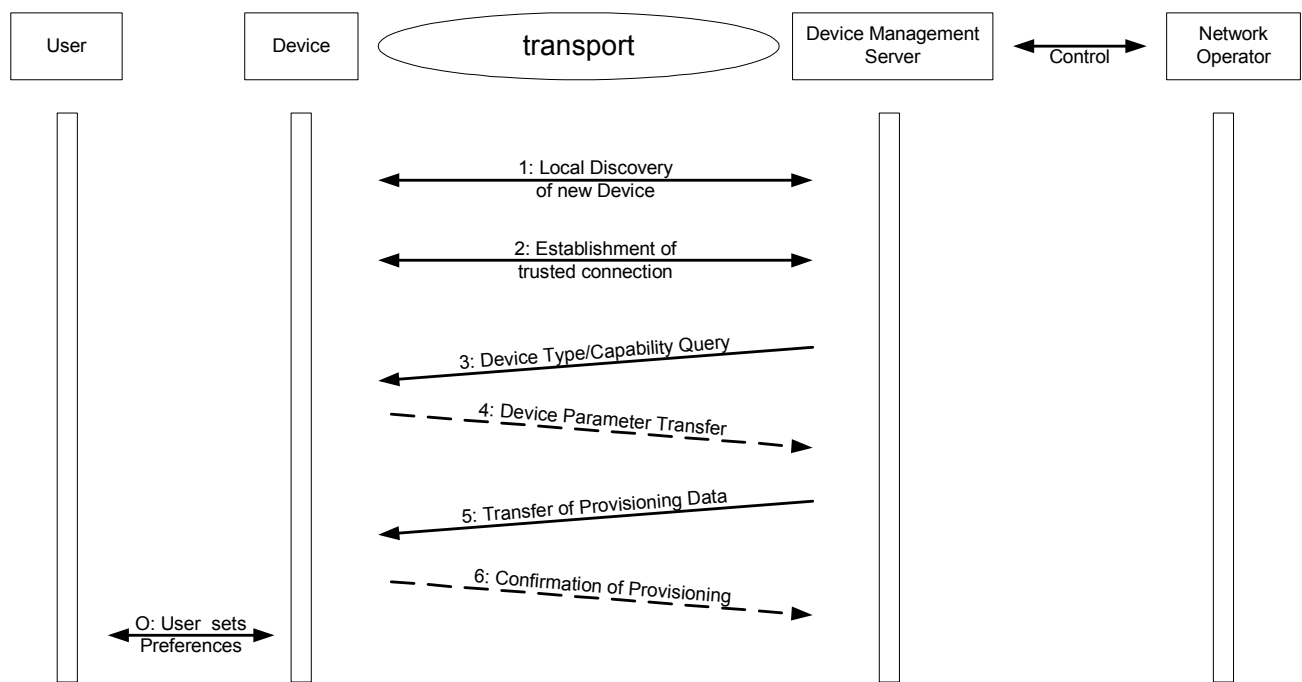 User
Device
transport
Device Management
Server
Control
Network
Operator
1: Local Discovery
of new Device
2: Establishment of
trusted connection
3: Device Type/Capability Query
4: Device Parameter Transfer
5: Transfer of Provisioning Data
6: Confirmation of Provisioning
O: User sets
Preferences